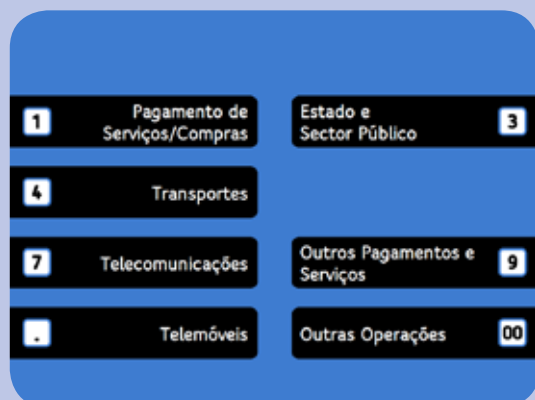 1
Pagamento de
Serviços/Compras
Estado e
Sector Público
3
4
Transportes
7
Telecomunicações
Outros Pagamentos e
Serviços
9
.
Telemóveis
Outras Operações
00